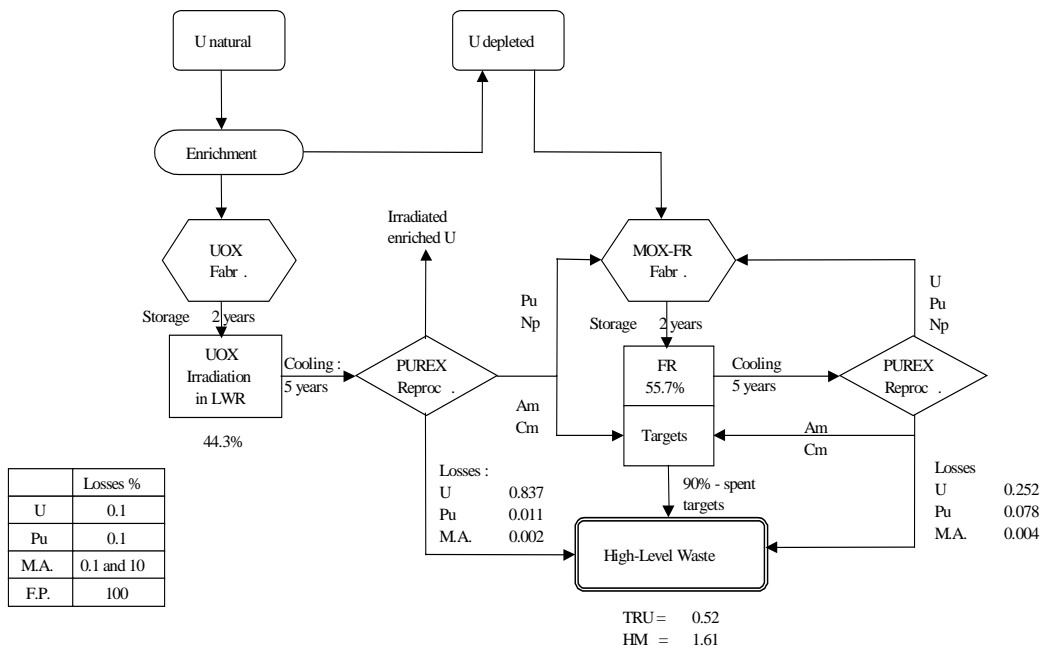 U natural
U depleted
Enrichment
Irradiated
enriched U
UOX
Fabr .
MOX-FR
Fabr .
U
Pu
Np
Pu
Np
Storage 2 years
Storage 2 years
UOX
Irradiation
in LWR
Cooling :
5 years
PUREX
Reproc .
FR
55.7%
Cooling
5 years
PUREX
Reproc .
Am
Cm
Targets
Am
Cm
44.3%
Losses :
U 0.837
Pu 0.011
M.A. 0.002
90% - spent
targets
Losses
U 0.252
Pu 0.078
M.A. 0.004
Losses %
U 0.1
Pu 0.1
M.A. 0.1 and 10
F.P. 100
High-Level Waste
TRU = 0.52
HM = 1.61